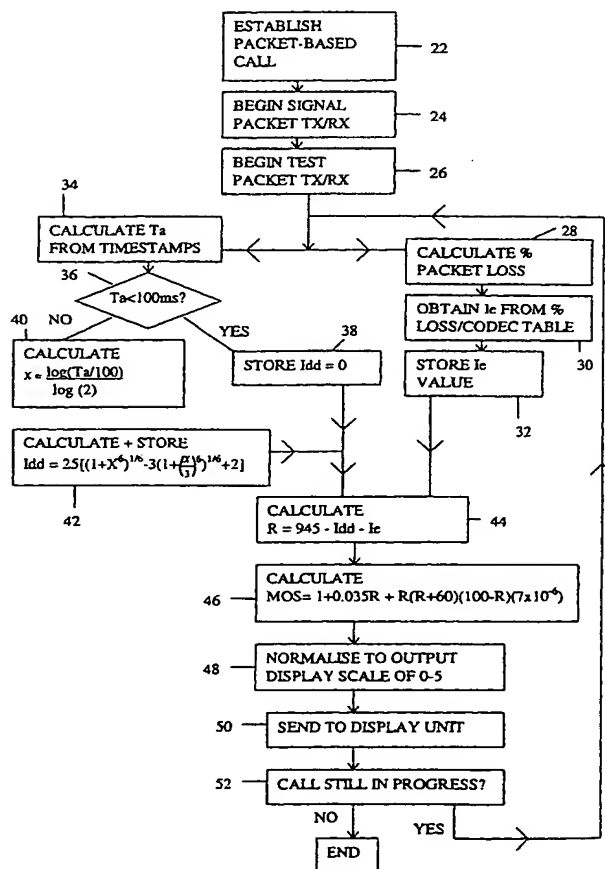 ESTABLISH
PACKET-BASED
CALL
22
BEGIN SIGNAL
PACKET TX/RX
24
BEGIN TEST
PACKET TX/RX
26
34
CALCULATE Ta
FROM TIMESTAMPS
28
CALCULATE %
PACKET LOSS
36
Ta<100ms?
OBTAIN Ie FROM %
LOSS/CODEC TABLE
30
NO
YES
40
CALCULATE
x = log(Ta/100)
log (2)
38
STORE Idd = 0
STORE Ie
VALUE
32
CALCULATE + STORE
Idd = 25[(1+X^6)^1/6-3(1+(x/3)^6)^1/6+2]
42
CALCULATE
R = 945 - Idd - Ie
44
CALCULATE
MOS= 1+0.035R + R(R+60)(100-R)(7x10^-6)
46
NORMALISE TO OUTPUT
DISPLAY SCALE OF 0-5
48
SEND TO DISPLAY UNIT
50
52
CALL STILL IN PROGRESS?
NO
YES
END